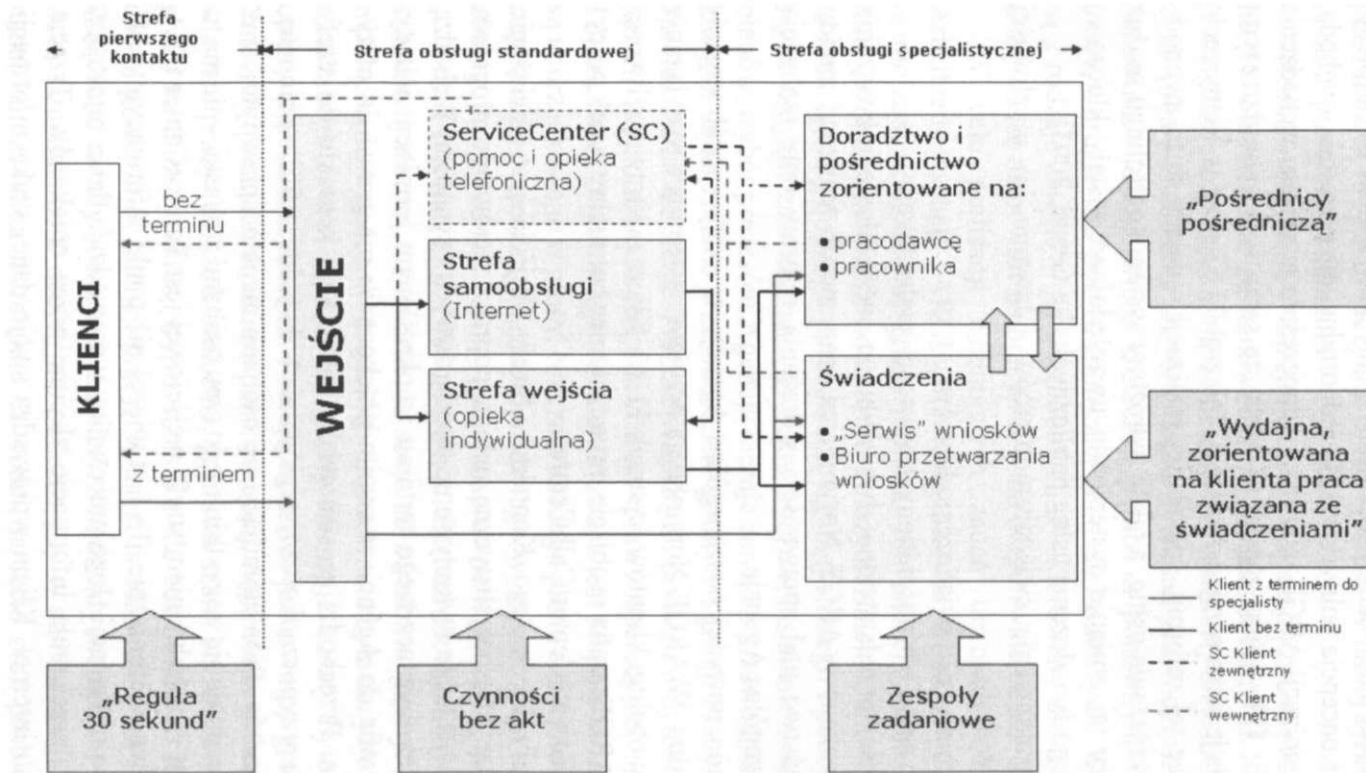 Strefa
pierwszego
kontaktu
Strefa obsługi standardowej
Strefa obsługi specjalistycznej
KLIENCI
bez
terminu
z terminem
WEJŚCIE
ServiceCenter (SC)
(pomoc i opieka
telefoniczna)
Strefa
samoobsługi
(Internet)
Strefa wejścia
(opieka
indywidualna)
Doradztwo i
pośrednictwo
zorientowane na:
• pracodawcę
• pracownika
Świadczenia
• „Serwis” wniosków
• Biuro przetwarzania
wniosków
„Pośrednicy
pośredniczą”
„Wydajna,
zorientowana
na klienta praca
związana ze
świadczeniami”
Klient z terminem do
specjalisty
Klient bez terminu
SC Klient
zewnętrzny
SC Klient
wewnętrzny
„Reguła
30 sekund”
Czynności
bez akt
Zespoły
zadaniowe